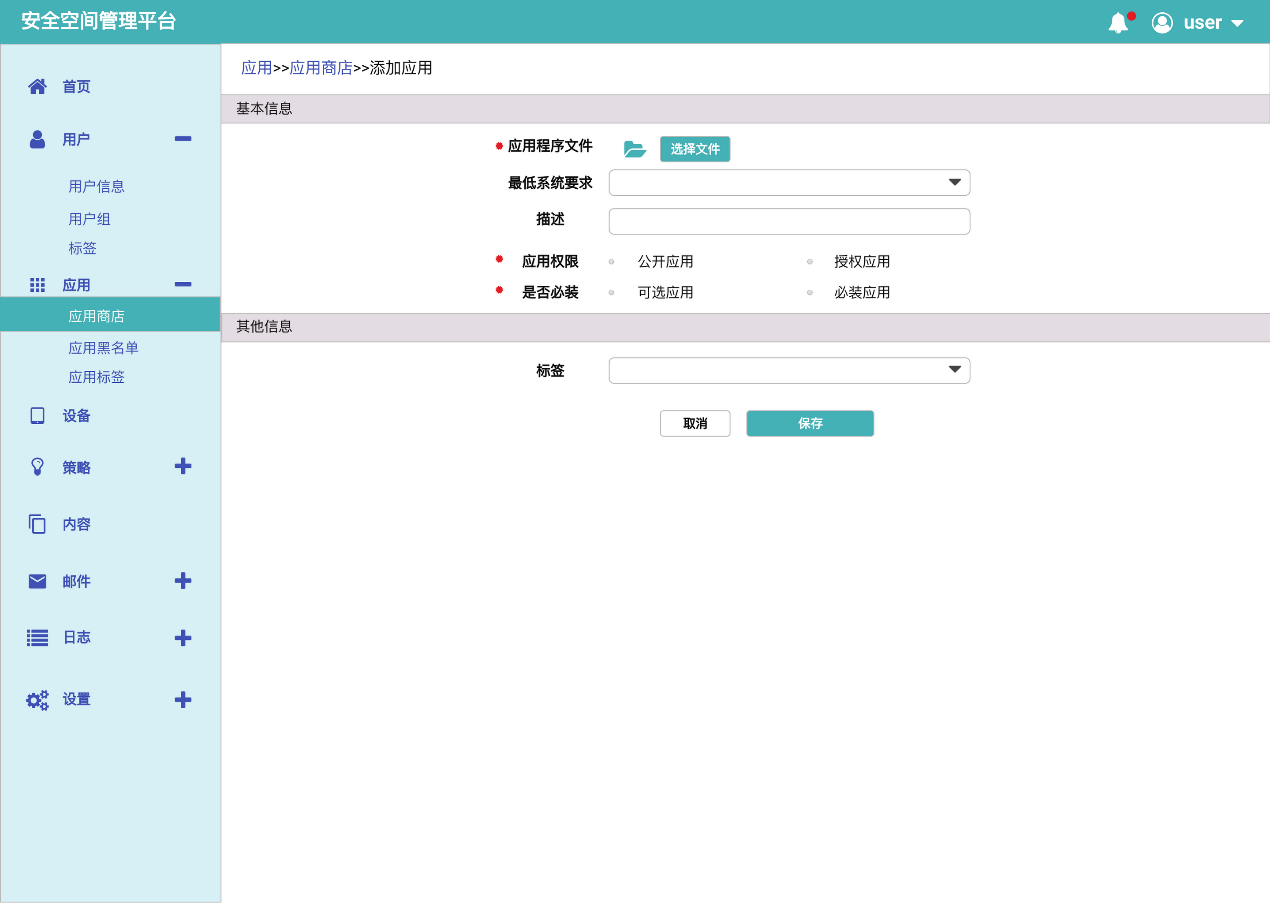 安全空间管理平台
user
首页
用户
用户信息
用户组
标签
应用
应用商店
应用黑名单
应用标签
设备
策略
内容
邮件
日志
设置
应用>>应用商店>>添加应用
基本信息
应用程序文件 选择文件
最低系统要求
描述
应用权限 公开应用 授权应用
是否必装 可选应用 必装应用
其他信息
标签
取消 保存